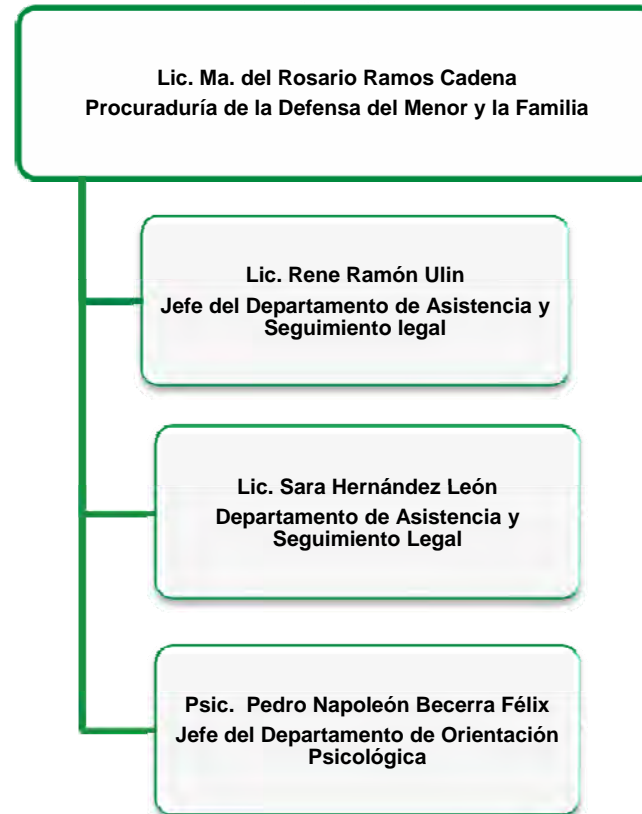 Lic. Ma. del Rosario Ramos Cadena
Procuraduría de la Defensa del Menor y la Familia
Lic. Rene Ramón Ulin
Jefe del Departamento de Asistencia y
Seguimiento legal
Lic. Sara Hernández León
Departamento de Asistencia y
Seguimiento Legal
Psic. Pedro Napoleón Becerra Félix
Jefe del Departamento de Orientación
Psicológica